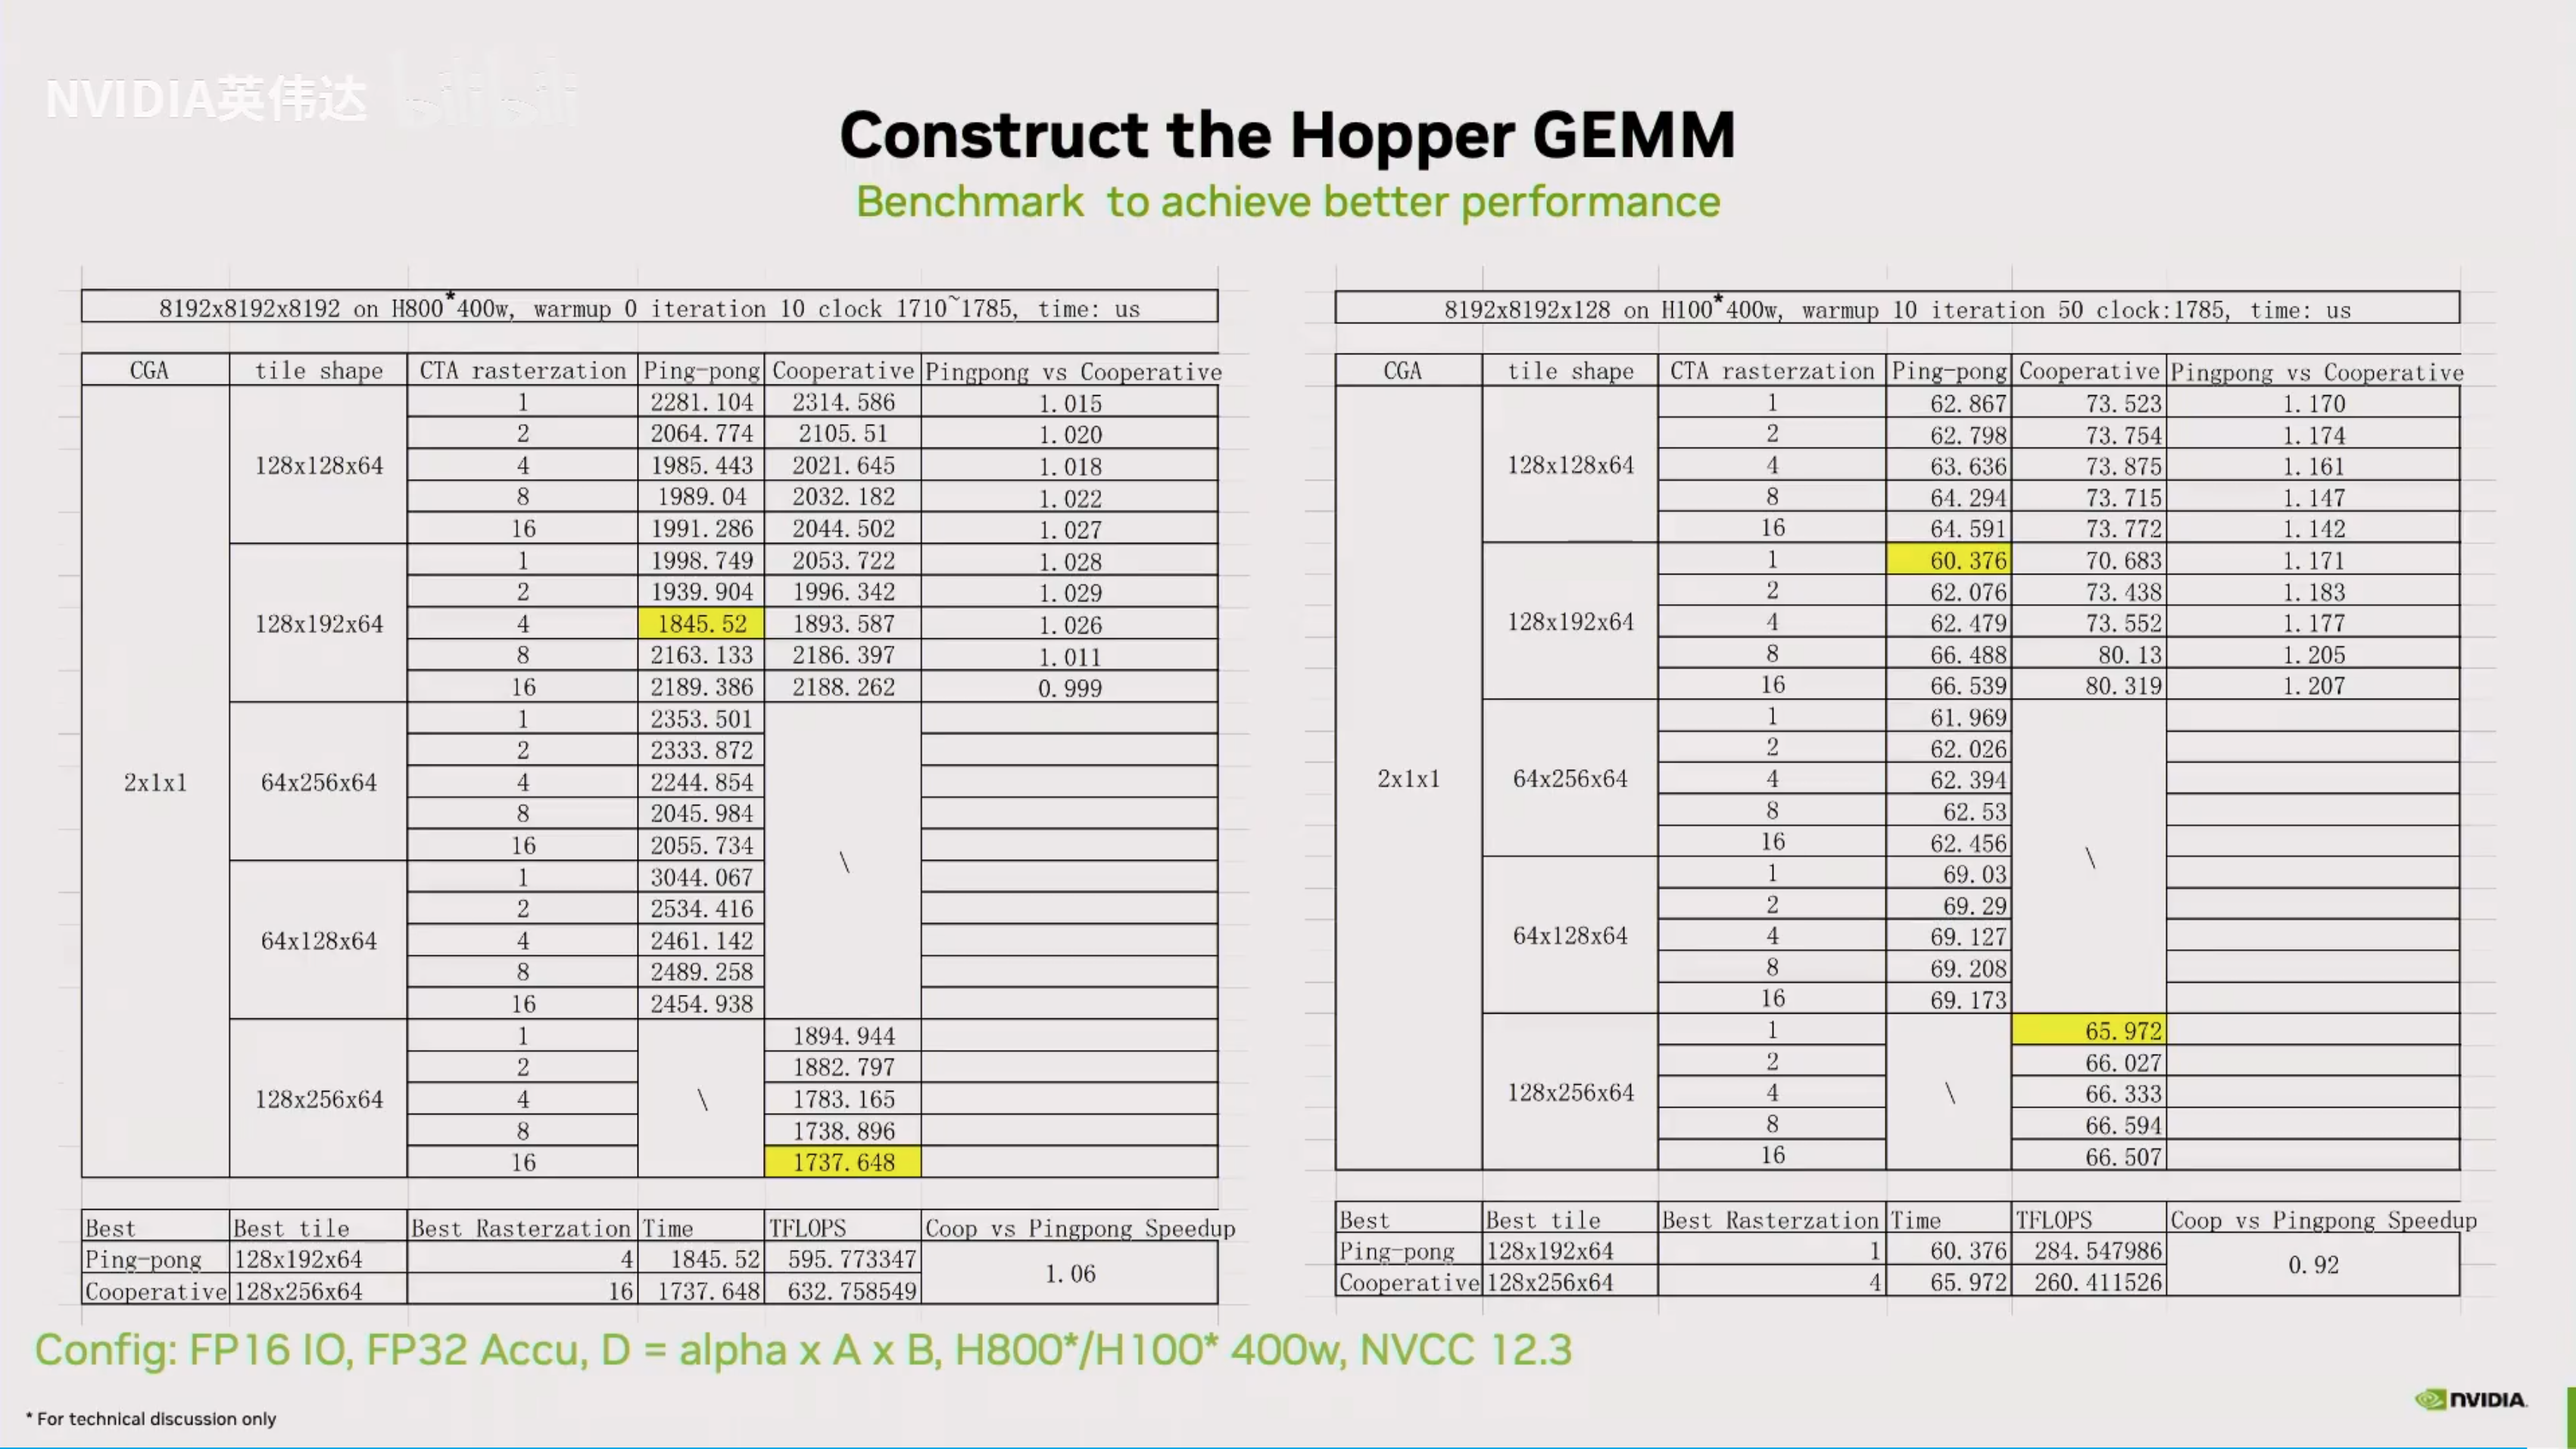 NVIDIA英伟达 bilibili
Construct the Hopper GEMM
Benchmark to achieve better performance
8192x8192x8192 on H800*400w, warmup 0 iteration 10 clock 1710~1785, time: us
CGA tile shape CTA rasterzation Ping-pong Cooperative Pingpong vs Cooperative
2x1x1
128x128x64
1 2281.104 2314.586 1.015
2 2064.774 2105.51 1.020
4 1985.443 2021.645 1.018
8 1989.04 2032.182 1.022
16 1991.286 2044.502 1.027
128x192x64
1 1998.749 2053.722 1.028
2 1939.904 1996.342 1.029
4 1845.52 1893.587 1.026
8 2163.133 2186.397 1.011
16 2189.386 2188.262 0.999
64x256x64
1 2353.501
2 2333.872
4 2244.854
8 2045.984
16 2055.734
\
64x128x64
1 3044.067
2 2534.416
4 2461.142
8 2489.258
16 2454.938
128x256x64
1 1894.944
2 1882.797
4 \ 1783.165
8 1738.896
16 1737.648
Best Best tile Best Rasterzation Time TFLOPS Coop vs Pingpong Speedup
Ping-pong 128x192x64 4 1845.52 595.773347
1.06
Cooperative 128x256x64 16 1737.648 632.758549
8192x8192x128 on H100*400w, warmup 10 iteration 50 clock:1785, time: us
CGA tile shape CTA rasterzation Ping-pong Cooperative Pingpong vs Cooperative
2x1x1
128x128x64
1 62.867 73.523 1.170
2 62.798 73.754 1.174
4 63.636 73.875 1.161
8 64.294 73.715 1.147
16 64.591 73.772 1.142
128x192x64
1 60.376 70.683 1.171
2 62.076 73.438 1.183
4 62.479 73.552 1.177
8 66.488 80.13 1.205
16 66.539 80.319 1.207
64x256x64
1 61.969
2 62.026
4 62.394
8 62.53
16 62.456
\
64x128x64
1 69.03
2 69.29
4 69.127
8 69.208
16 69.173
128x256x64
1 65.972
2 66.027
4 \ 66.333
8 66.594
16 66.507
Best Best tile Best Rasterzation Time TFLOPS Coop vs Pingpong Speedup
Ping-pong 128x192x64 1 60.376 284.547986
0.92
Cooperative 128x256x64 4 65.972 260.411526
Config: FP16 IO, FP32 Accu, D = alpha x A x B, H800*/H100* 400w, NVCC 12.3
* For technical discussion only
NVIDIA